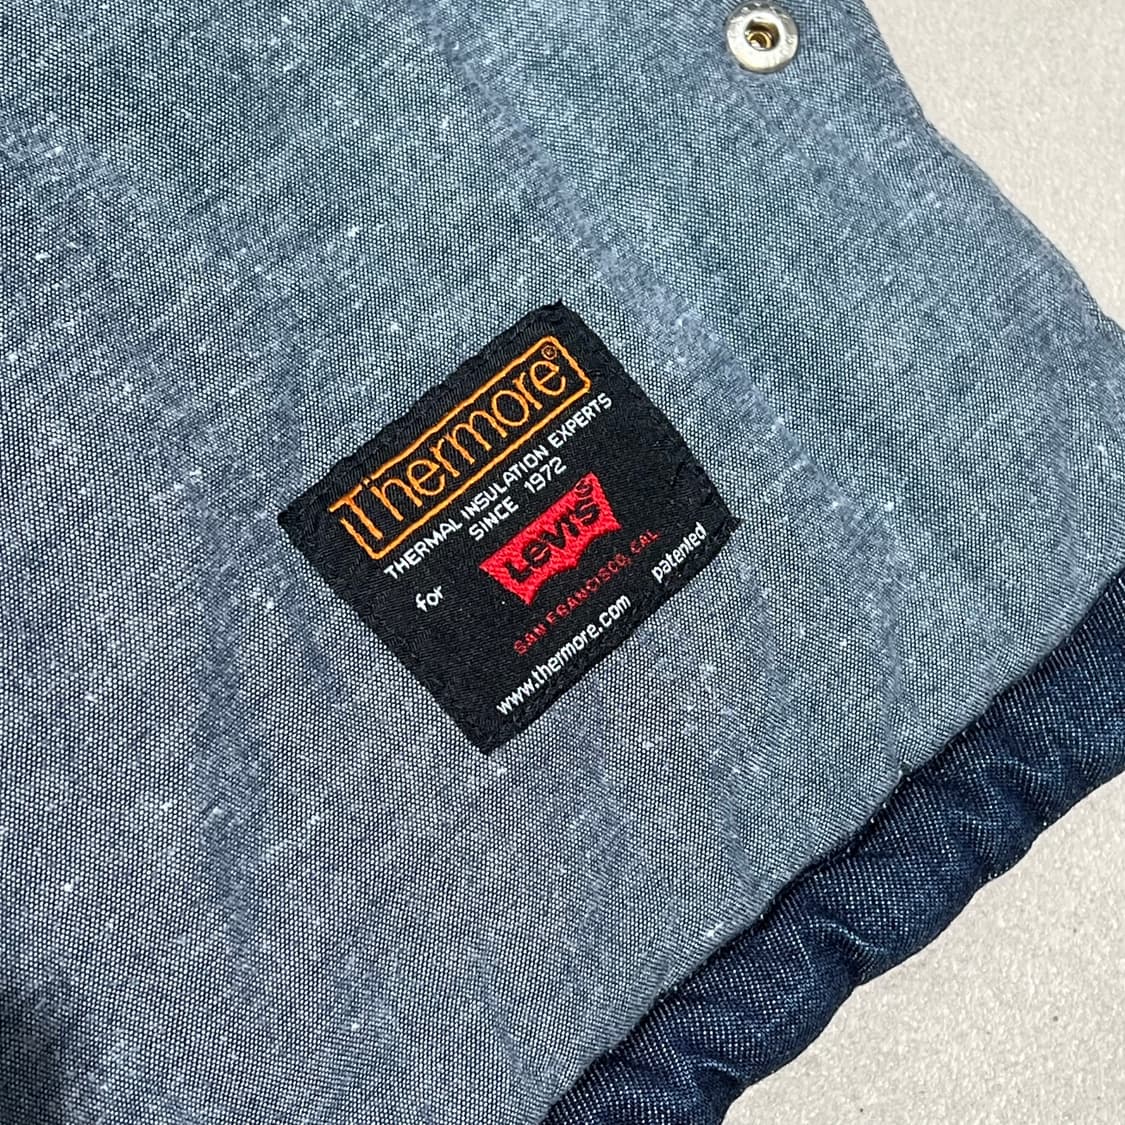 Thermore®
THERMAL INSULATION EXPERTS
SINCE 1972
for LEVI'S®
SAN FRANCISCO, CAL
www.thermore.com patented